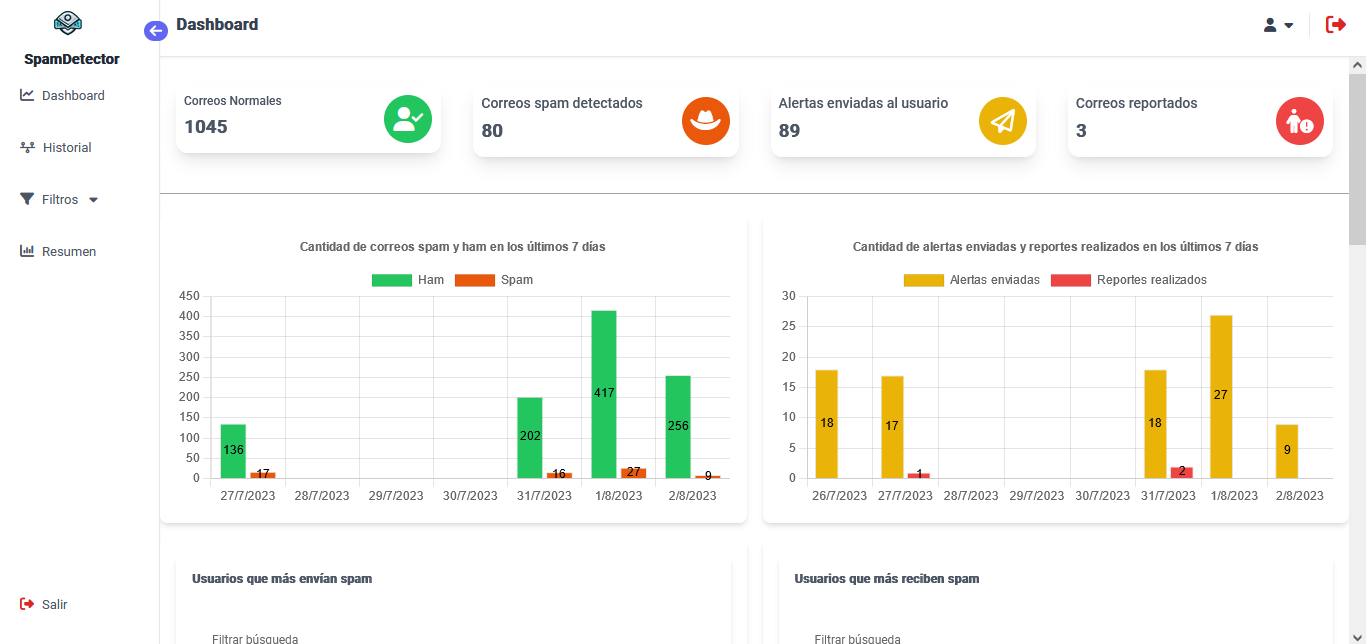 SpamDetector
Dashboard
Historial
Filtros
Resumen
Salir
Dashboard
Correos Normales
1045
Correos spam detectados
80
Alertas enviadas al usuario
89
Correos reportados
3
Cantidad de correos spam y ham en los últimos 7 días
Ham Spam
450
400
350
300
250
200
150
100
50
0
136 17 202 16 417 27 256 9
27/7/2023 28/7/2023 29/7/2023 30/7/2023 31/7/2023 1/8/2023 2/8/2023
Cantidad de alertas enviadas y reportes realizados en los últimos 7 días
Alertas enviadas Reportes realizados
30
25
20
15
10
5
0
18 17 1 18 2 27 9
26/7/2023 27/7/2023 28/7/2023 29/7/2023 30/7/2023 31/7/2023 1/8/2023 2/8/2023
Usuarios que más envían spam
Filtrar búsqueda
Usuarios que más reciben spam
Filtrar búsqueda